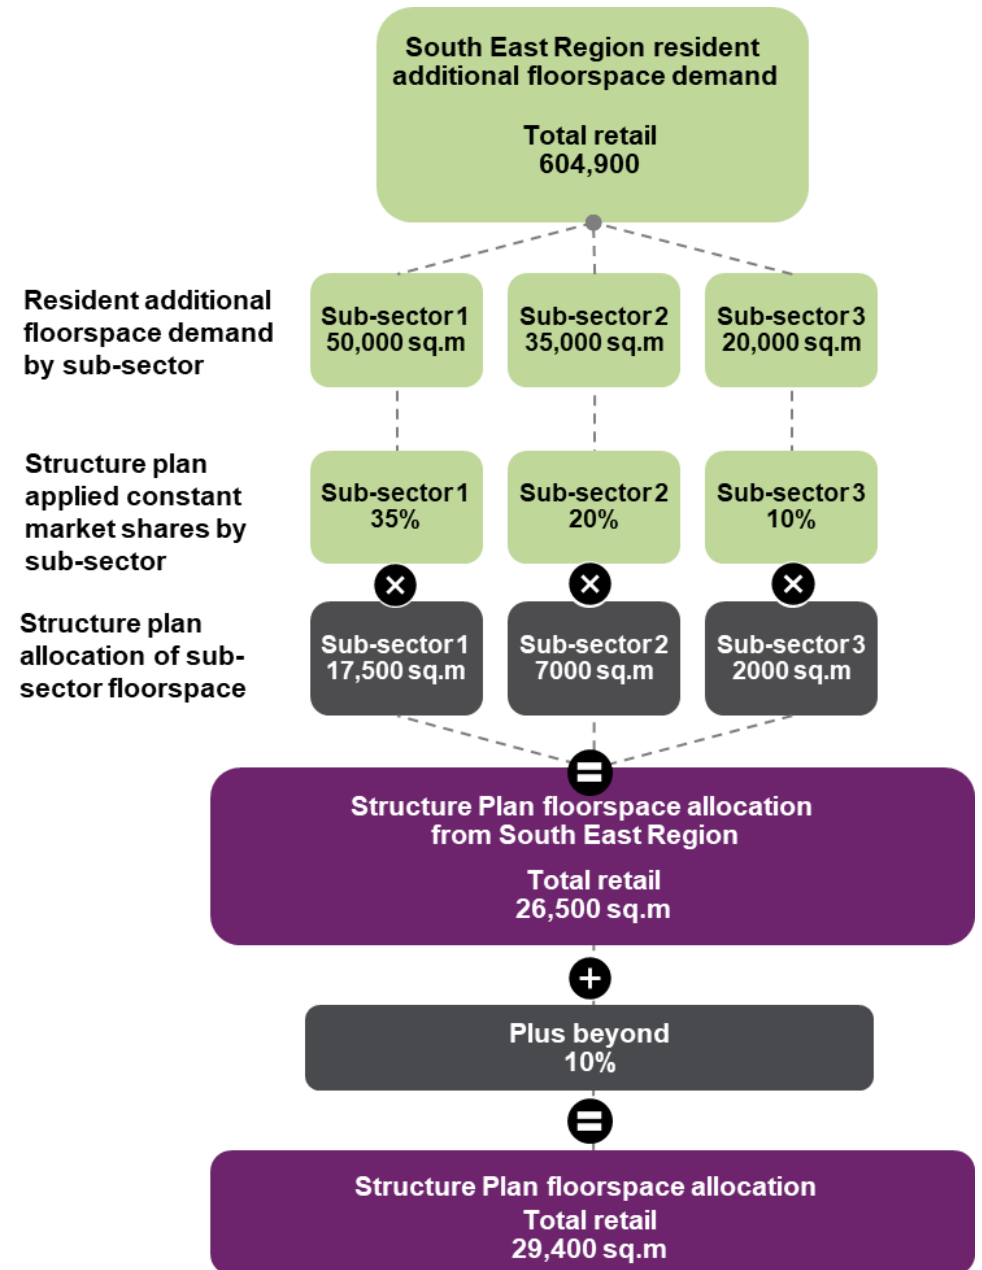 South East Region resident
additional floorspace demand
Total retail
604,900
Resident additional
floorspace demand
by sub-sector
Sub-sector 1
50,000 sq.m
Sub-sector 2
35,000 sq.m
Sub-sector 3
20,000 sq.m
Structure plan
applied constant
market shares by
sub-sector
Sub-sector 1
35%
Sub-sector 2
20%
Sub-sector 3
10%
×
×
×
Structure plan
allocation of sub-
sector floorspace
Sub-sector 1
17,500 sq.m
Sub-sector 2
7000 sq.m
Sub-sector 3
2000 sq.m
=
Structure Plan floorspace allocation
from South East Region
Total retail
26,500 sq.m
+
Plus beyond
10%
=
Structure Plan floorspace allocation
Total retail
29,400 sq.m